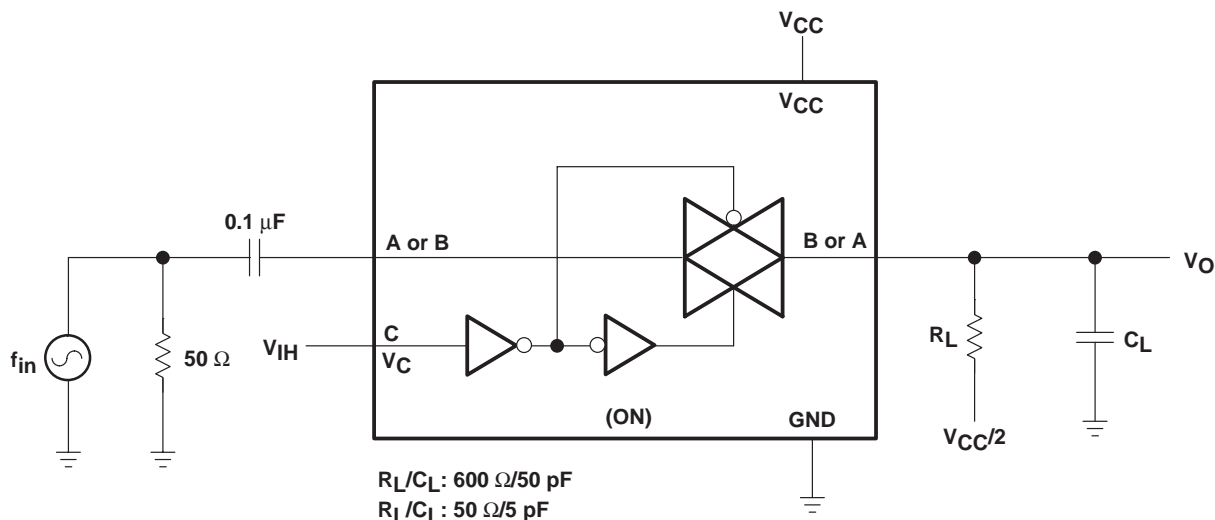 VCC
VCC
0.1 μF
A or B
B or A
VO
fin
50 Ω
VIH
C
VC
RL
CL
(ON)
GND
VCC/2
RL/CL: 600 Ω/50 pF
RL/CL: 50 Ω/5 pF